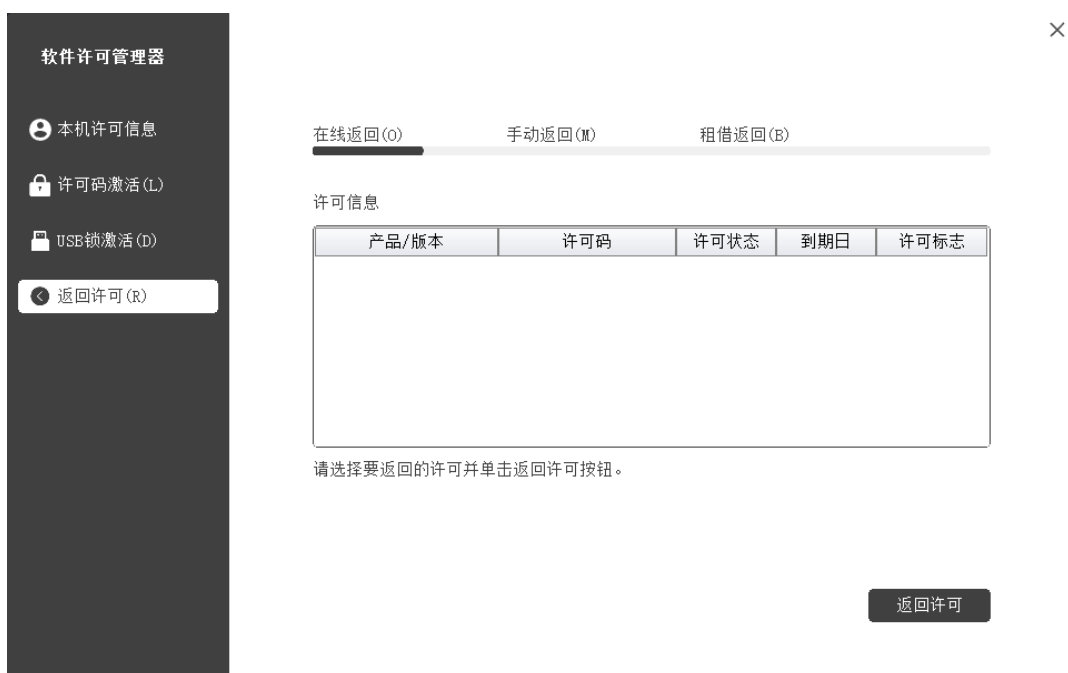 软件许可管理器
本机许可信息
许可码激活(L)
USB锁激活(D)
返回许可(R)
在线返回(O) 手动返回(M) 租借返回(B)
许可信息
产品/版本 许可码 许可状态 到期日 许可标志
请选择要返回的许可并单击返回许可按钮。
返回许可